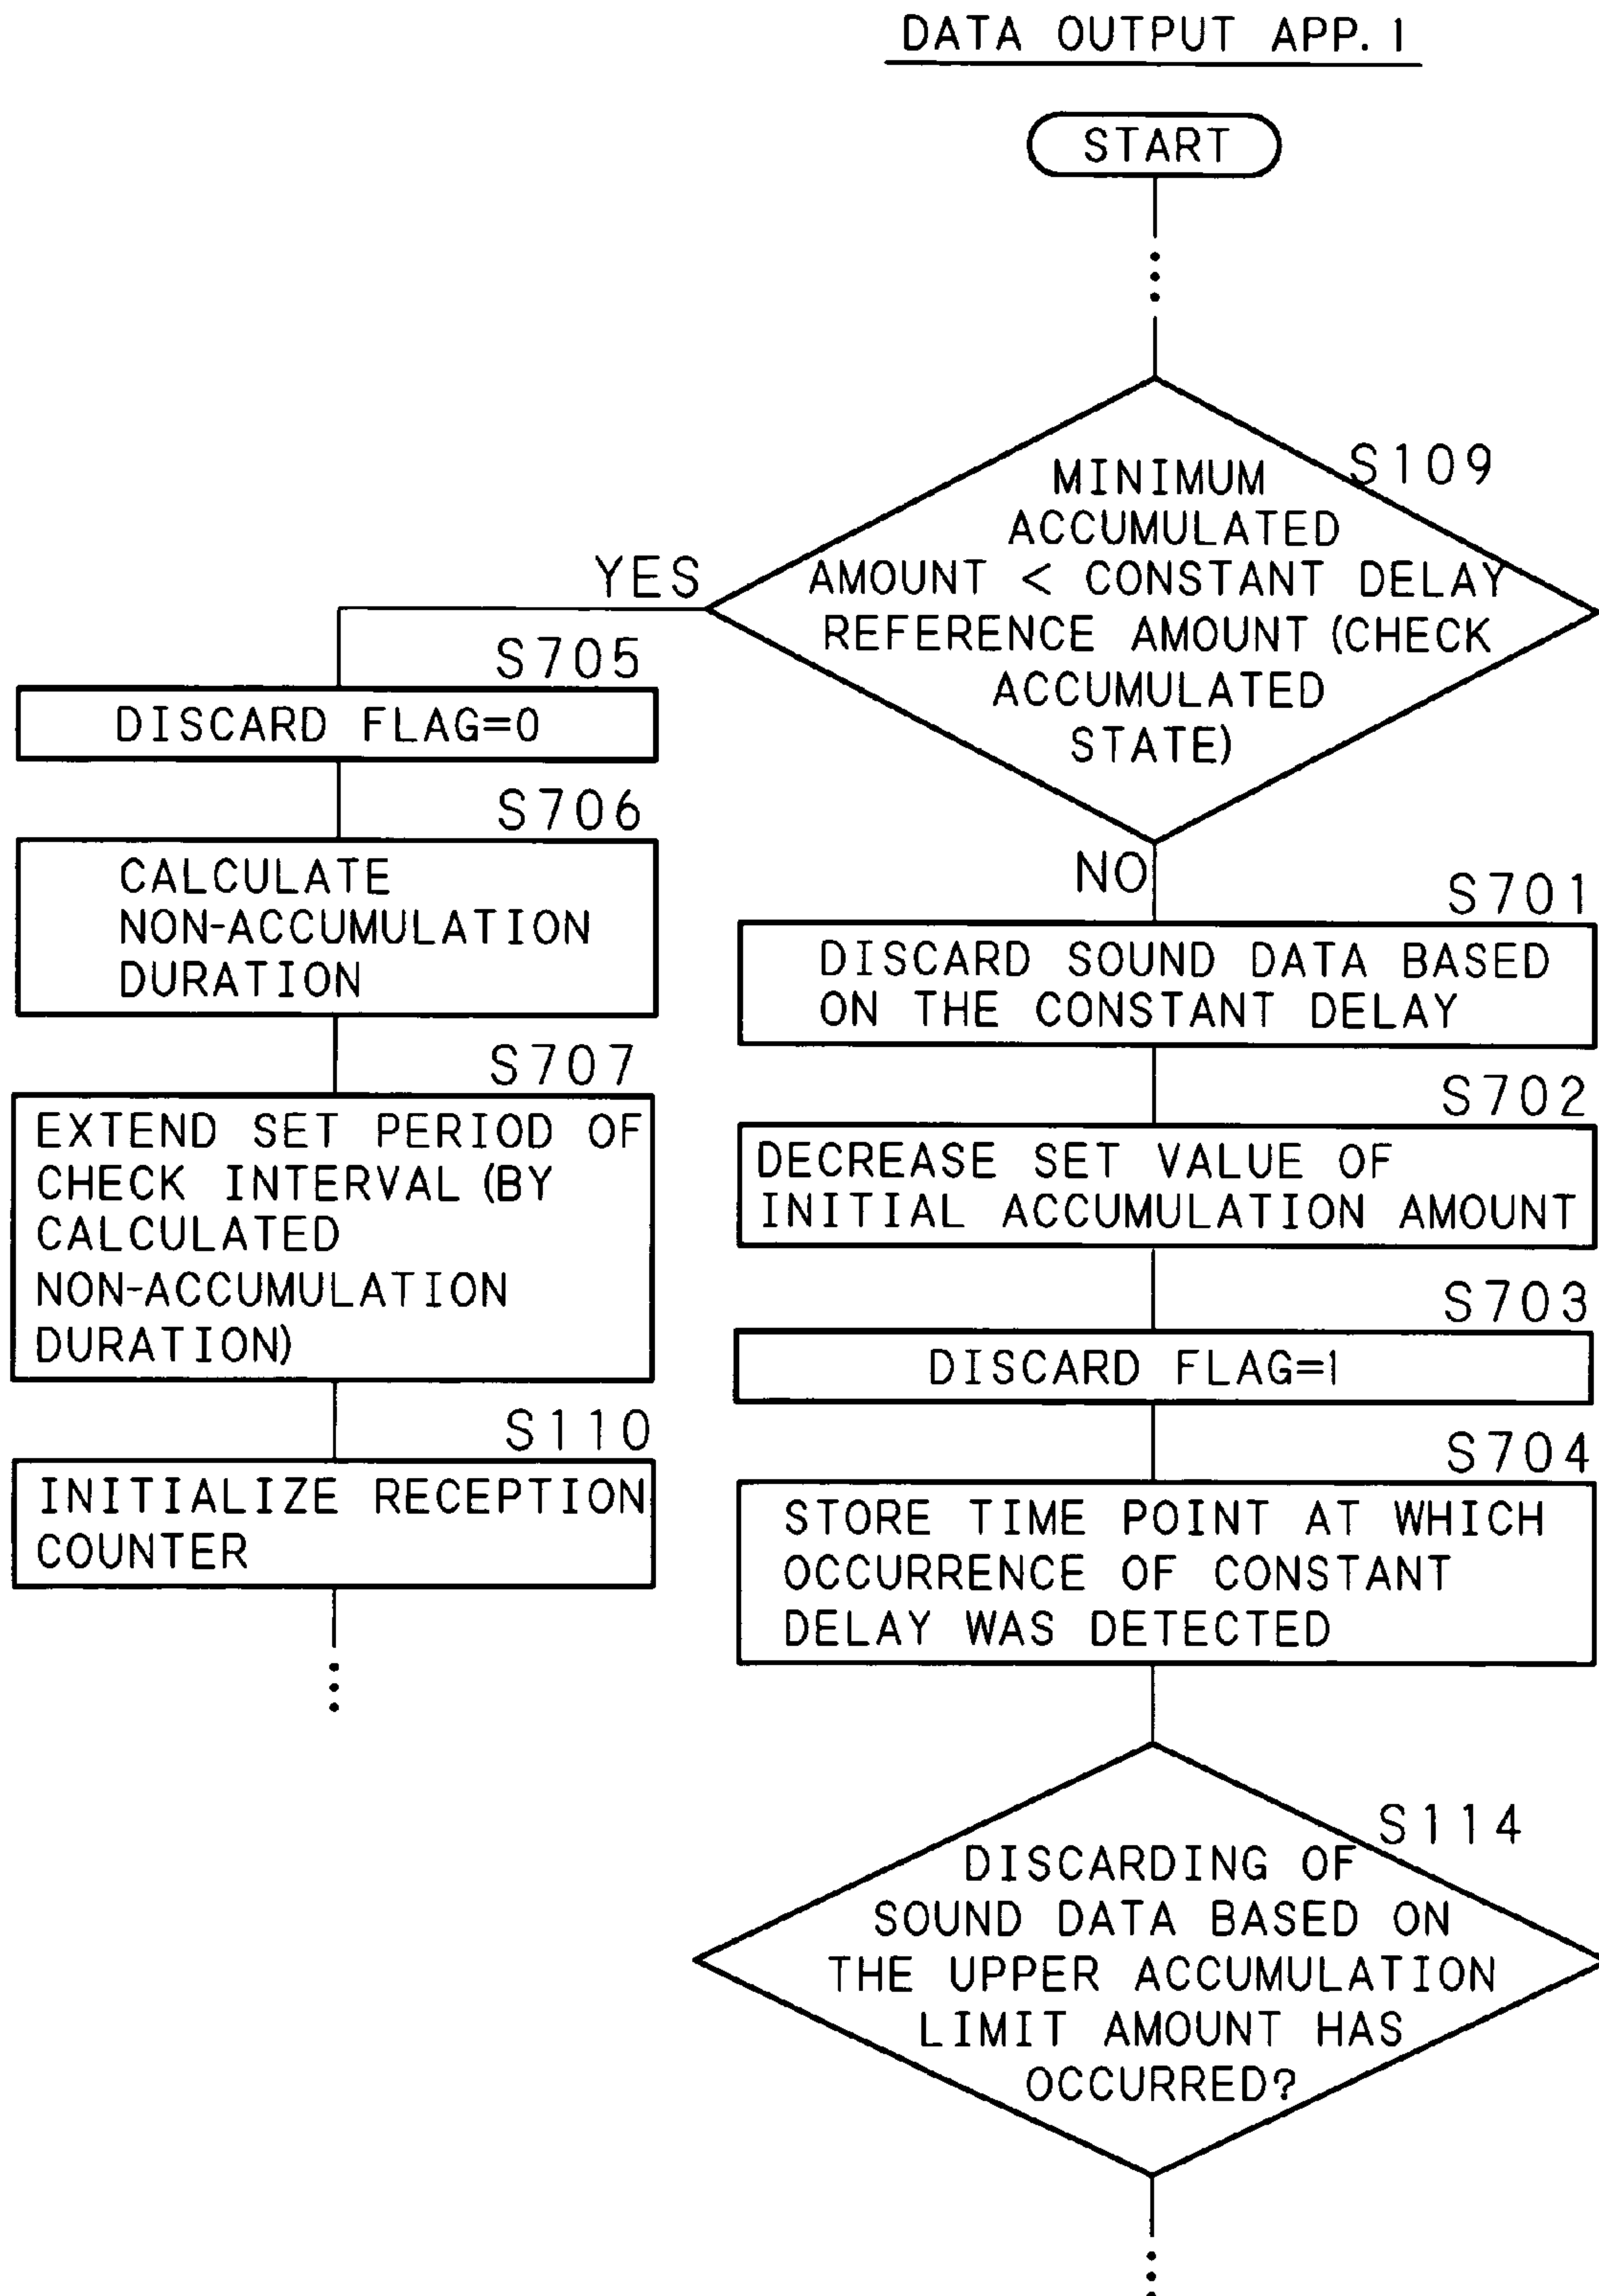 DATA OUTPUT APP. 1
START
S109
MINIMUM
ACCUMULATED
AMOUNT < CONSTANT DELAY
REFERENCE AMOUNT (CHECK
ACCUMULATED
STATE)
YES
NO
S705
DISCARD FLAG=0
S706
CALCULATE
NON-ACCUMULATION
DURATION
S707
EXTEND SET PERIOD OF
CHECK INTERVAL (BY
CALCULATED
NON-ACCUMULATION
DURATION)
S110
INITIALIZE RECEPTION
COUNTER
S701
DISCARD SOUND DATA BASED
ON THE CONSTANT DELAY
S702
DECREASE SET VALUE OF
INITIAL ACCUMULATION AMOUNT
S703
DISCARD FLAG=1
S704
STORE TIME POINT AT WHICH
OCCURRENCE OF CONSTANT
DELAY WAS DETECTED
S114
DISCARDING OF
SOUND DATA BASED ON
THE UPPER ACCUMULATION
LIMIT AMOUNT HAS
OCCURRED?